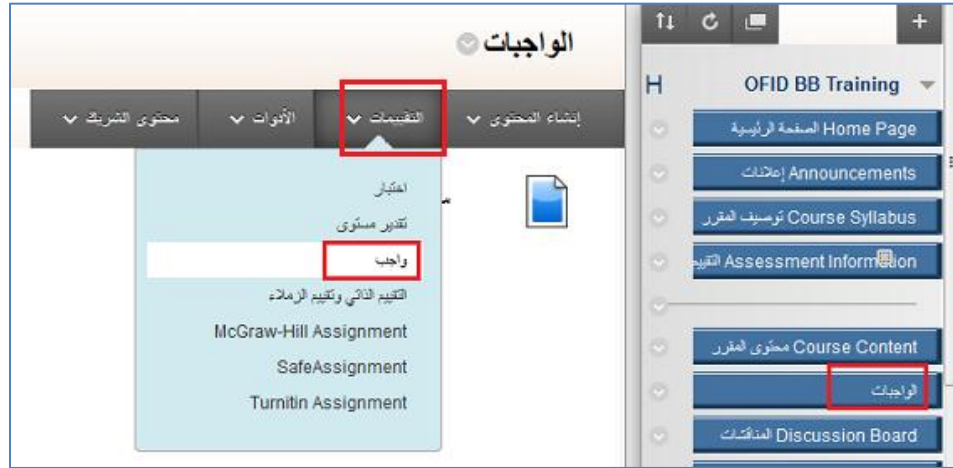 OFID BB Training
Home Page الصفحة الرئيسية
Announcements إعلانات
Course Syllabus توصيف المقرر
Assessment Information التقييم
Course Content محتوى المقرر
الواجبات
Discussion Board المناقشات
الواجبات
إنشاء المحتوى
التقييمات
الأدوات
محتوى الشريك
اختبار
تقدير مستوى
واجب
التقييم الذاتي وتقييم الزملاء
McGraw-Hill Assignment
SafeAssignment
Turnitin Assignment